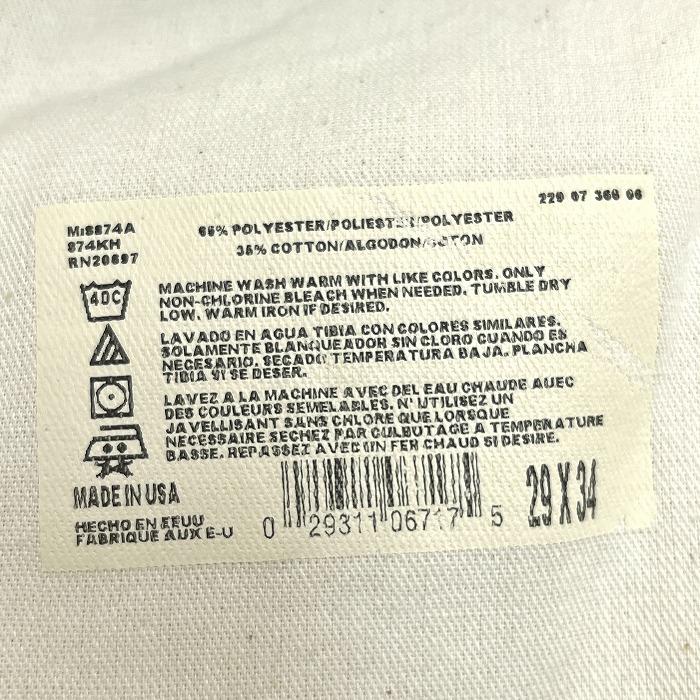 229 07 366 06
MIS874A
874KH
RN20697
65% POLYESTER/POLIESTER/POLYESTER
35% COTTON/ALGODON/COTON
40C
MACHINE WASH WARM WITH LIKE COLORS. ONLY
NON-CHLORINE BLEACH WHEN NEEDED. TUMBLE DRY
LOW. WARM IRON IF DESIRED.
LAVADO EN AGUA TIBIA CON COLORES SIMILARES.
SOLAMENTE BLANQUEADOR SIN CLORO CUANDO ES
NECESARIO. SECADO TEMPERATURA BAJA. PLANCHA
TIBIA SI SE DESER.
LAVEZ A LA MACHINE AVEC DEL EAU CHAUDE AUEC
DES COULEURS SEMELABLES. N' UTILISEZ UN
JAVELLISANT SANS CHLORE QUE LORSQUE
NECESSAIRE SECHEZ PAR CULBUTAGE A TEMPERATURE
BASSE. REPASSEZ AVEC UN FER CHAUD SI DESIRE.
MADE IN USA
HECHO EN EEUU
FABRIQUE AUX E-U
0 29311 06717 5
29 X 34